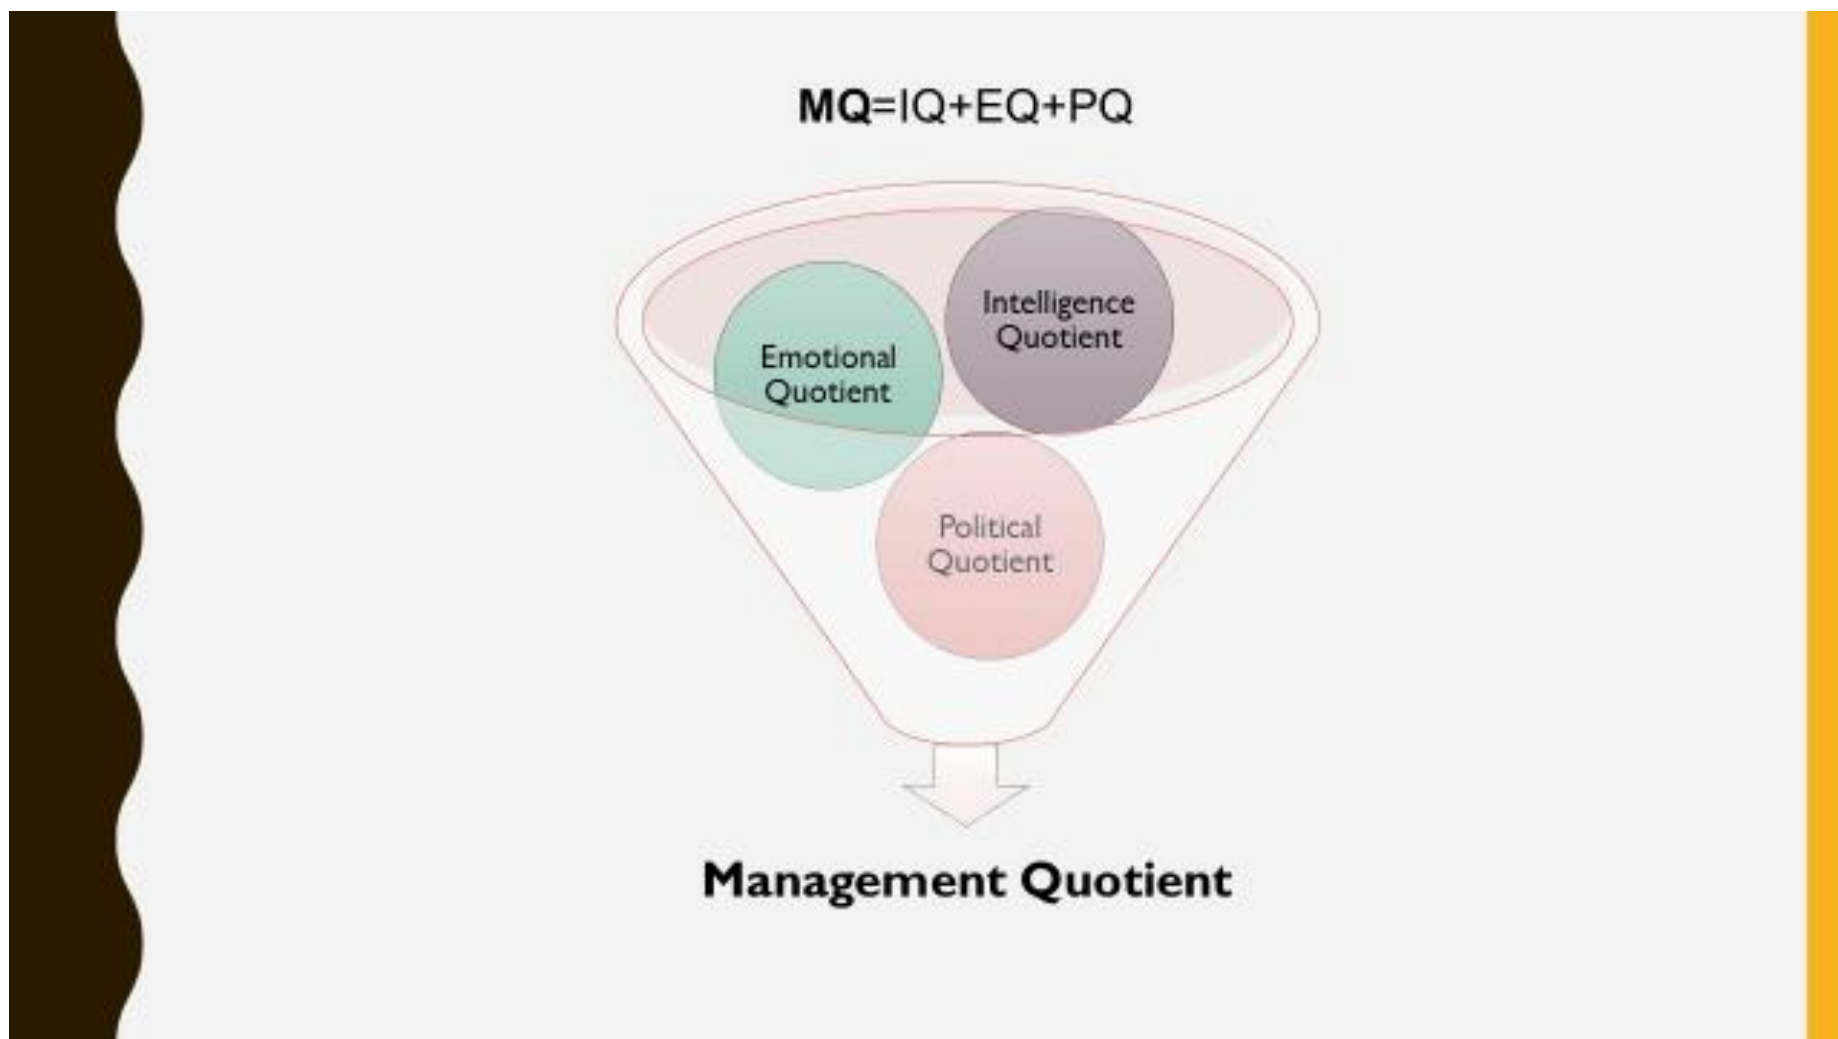 MQ=IQ+EQ+PQ
Intelligence
Quotient
Emotional
Quotient
Political
Quotient
Management Quotient